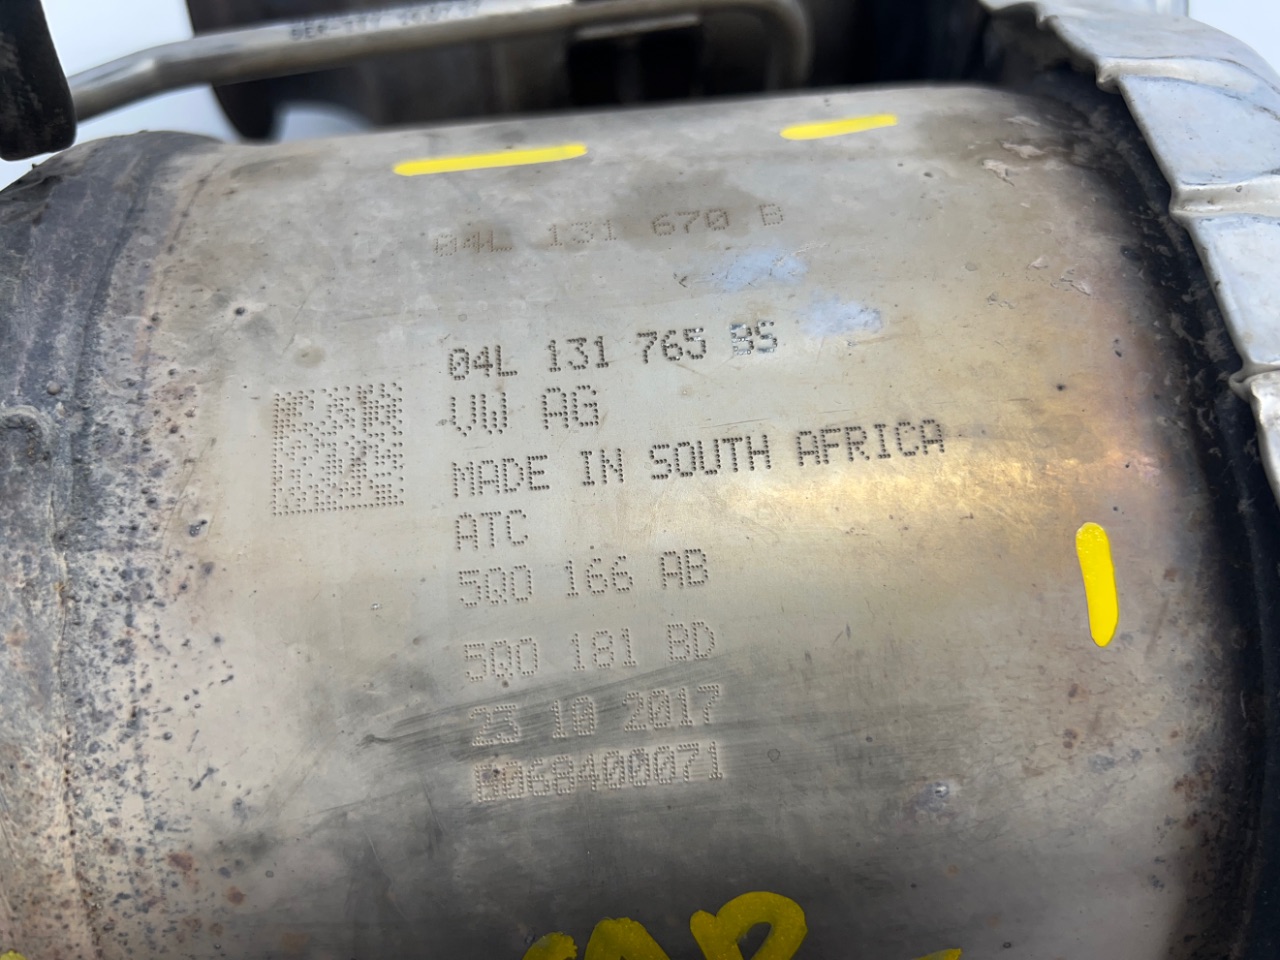 04L 131 670 B
04L 131 765 BS
VW AG
MADE IN SOUTH AFRICA
ATC
5Q0 166 AB
5Q0 181 BD
23 10 2017
B068400071